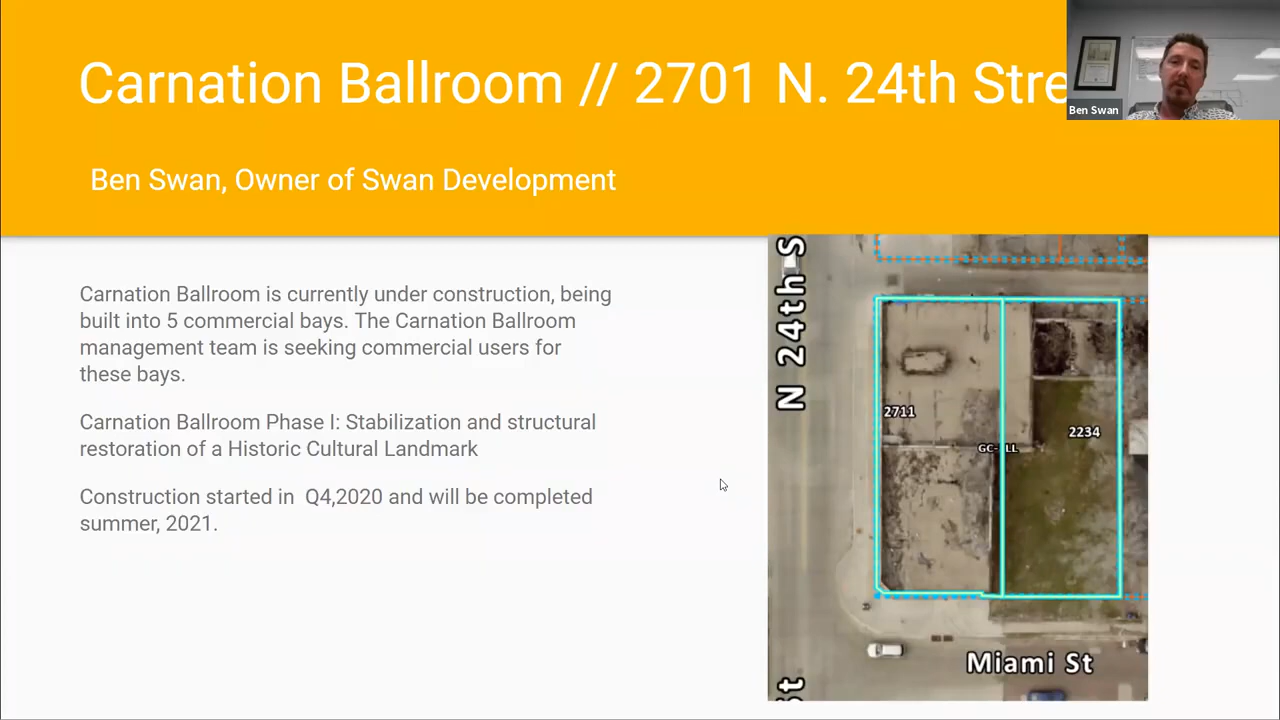 Carnation Ballroom // 2701 N. 24th Stre
Ben Swan
Ben Swan, Owner of Swan Development
Carnation Ballroom is currently under construction, being
built into 5 commercial bays. The Carnation Ballroom
management team is seeking commercial users for
these bays.
Carnation Ballroom Phase I: Stabilization and structural
restoration of a Historic Cultural Landmark
Construction started in Q4,2020 and will be completed
summer, 2021.
N 24th S
2711
2234
GC- LL
Miami St
st